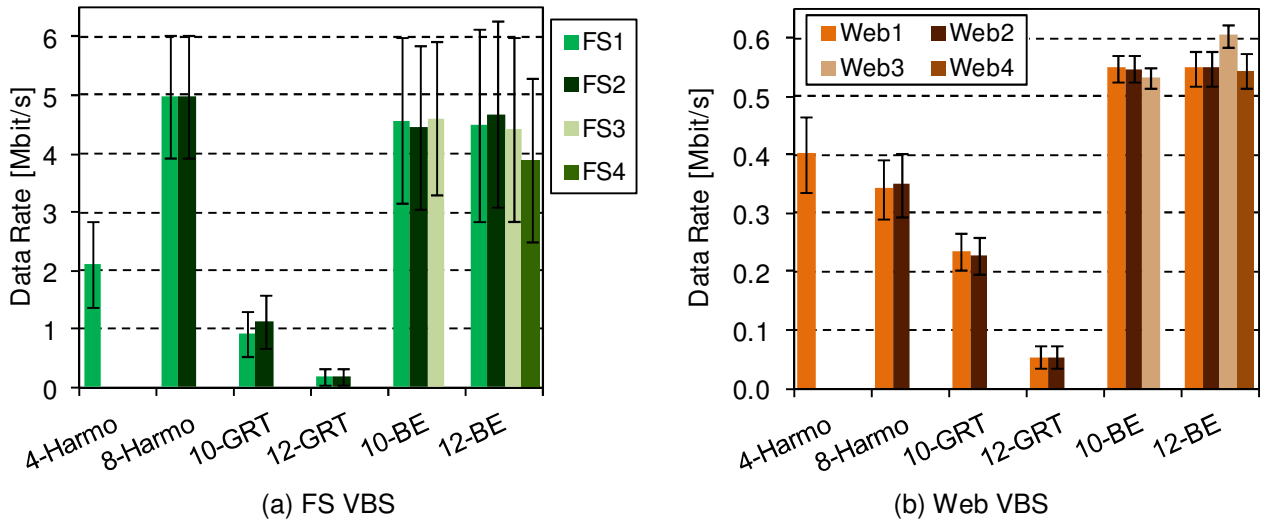 Data Rate [Mbit/s]
6
5
4
3
2
1
0
4-Harmo
8-Harmo
10-GRT
12-GRT
10-BE
12-BE
FS1
FS2
FS3
FS4
(a) FS VBS
Data Rate [Mbit/s]
0.6
0.5
0.4
0.3
0.2
0.1
0.0
Web1
Web2
Web3
Web4
4-Harmo
8-Harmo
10-GRT
12-GRT
10-BE
12-BE
(b) Web VBS